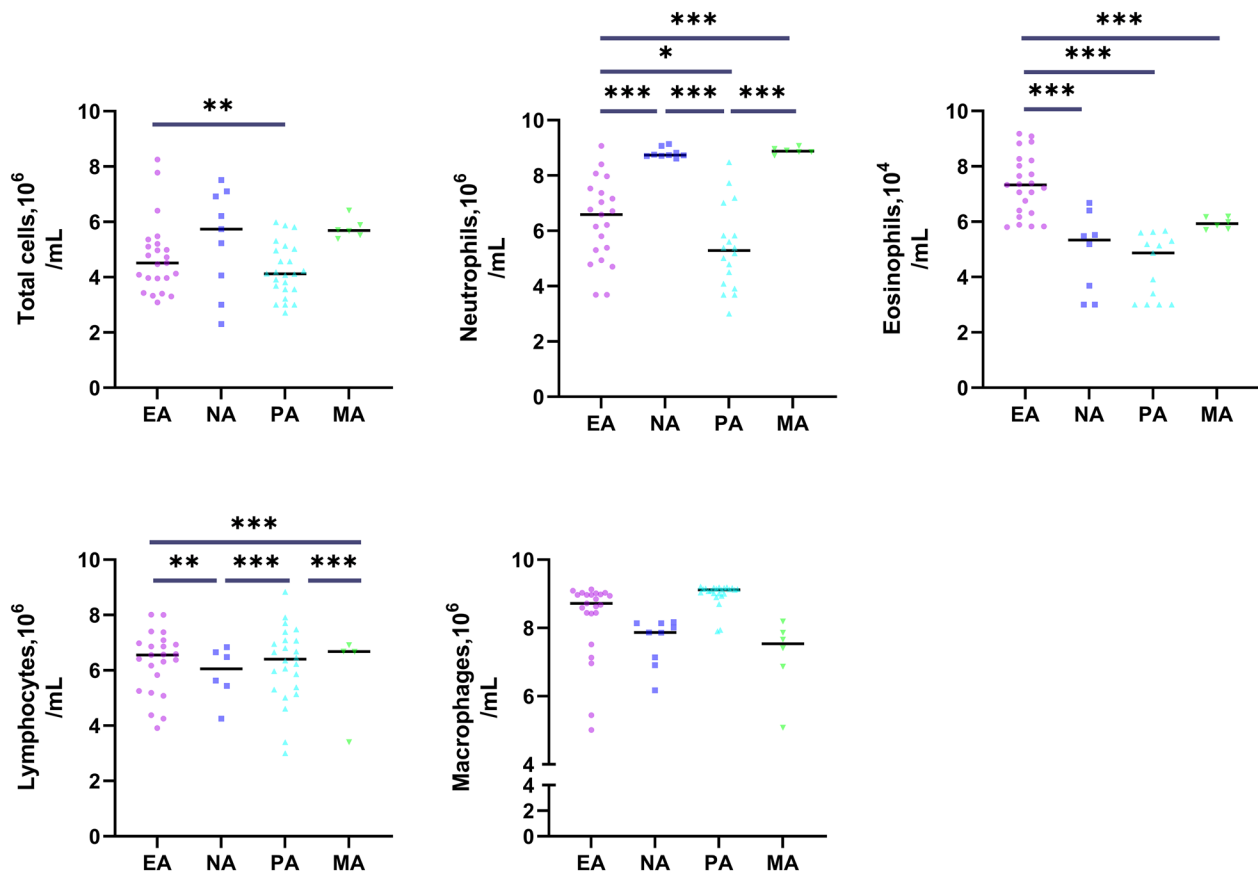 Total cells,10⁶
/mL
**
10
8
6
4
2
0
EA NA PA MA
Neutrophils,10⁶
/mL
***
*
*** *** ***
10
8
6
4
2
0
EA NA PA MA
Eosinophils,10⁴
/mL
***
***
***
10
8
6
4
2
0
EA NA PA MA
Lymphocytes,10⁶
/mL
***
** *** ***
10
8
6
4
2
0
EA NA PA MA
Macrophages,10⁶
/mL
10
8
6
4
4
2
0
EA NA PA MA